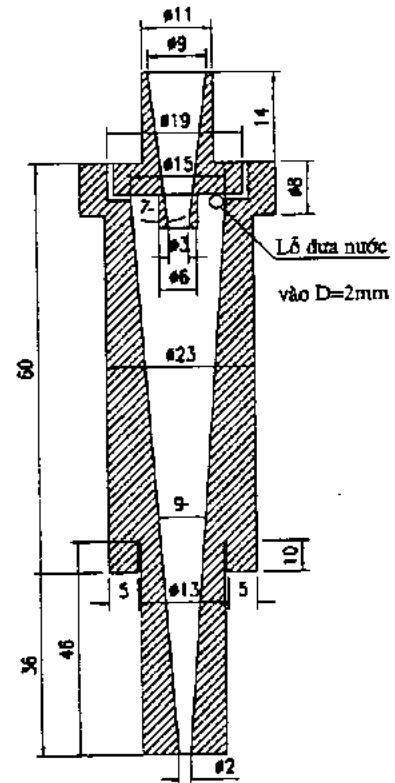 ø11
ø9
14
ø19
ø15
ø8
7
ø3
ø6
Lỗ đưa nước
vào D=2mm
60
ø23
9
10
5
ø13
5
46
36
ø2